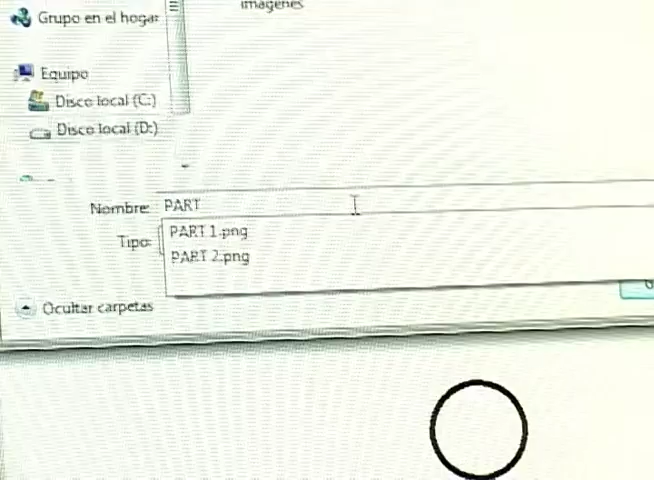 imágenes
Grupo en el hogar
Equipo
Disco local (C:)
Disco local (D:)
Nombre: PART
Tipo:
PART 1.png
PART 2.png
Ocultar carpetas